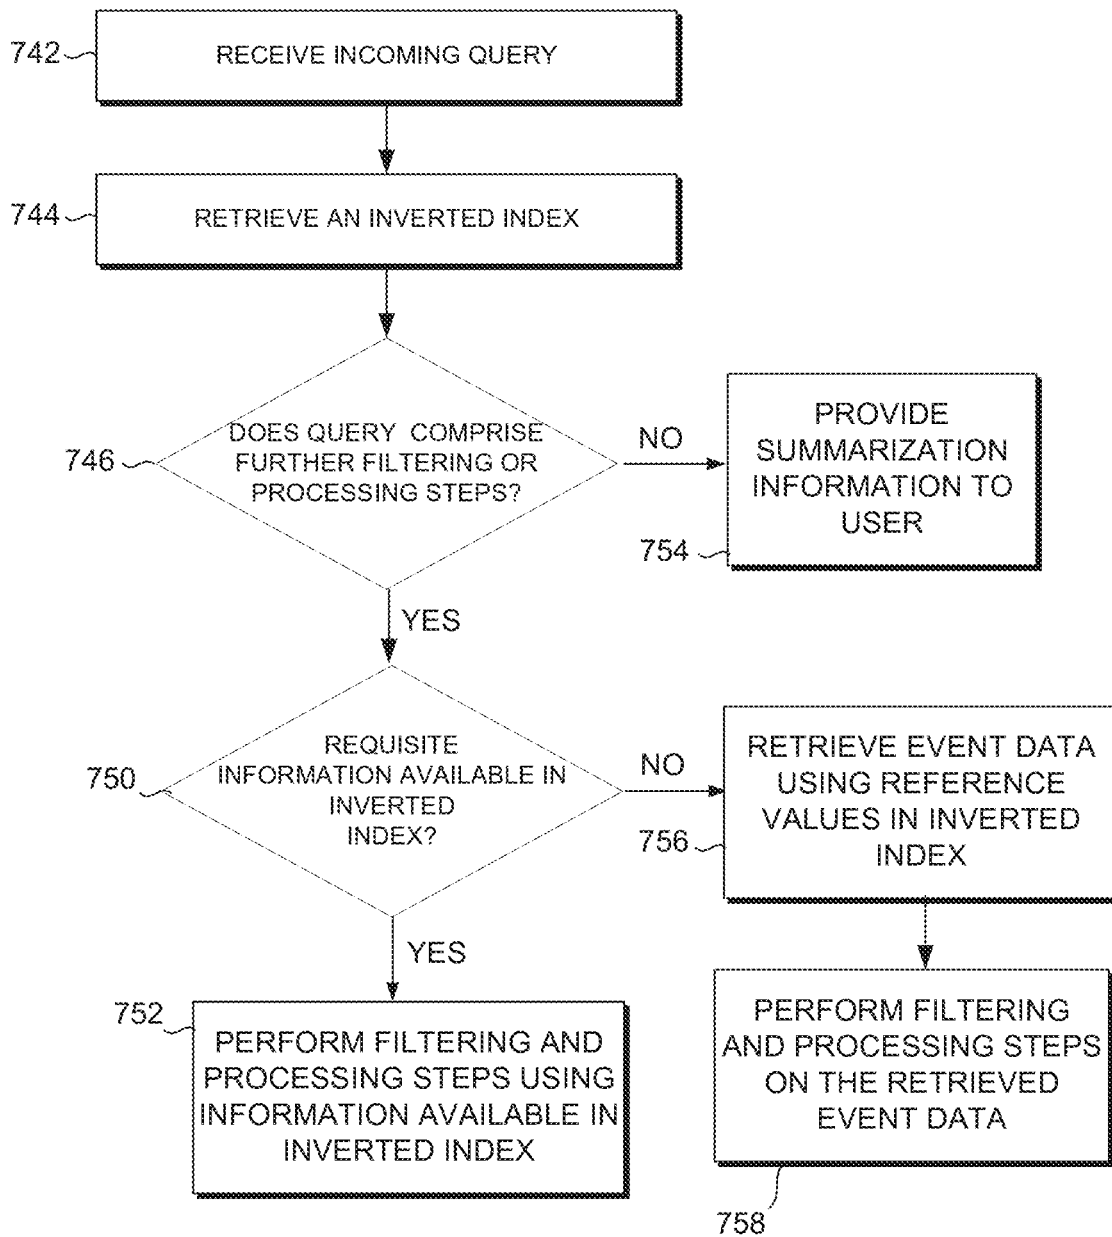 742
RECEIVE INCOMING QUERY
744
RETRIEVE AN INVERTED INDEX
746
DOES QUERY COMPRISE
FURTHER FILTERING OR
PROCESSING STEPS?
NO
PROVIDE
SUMMARIZATION
INFORMATION TO
USER
754
YES
750
REQUISITE
INFORMATION AVAILABLE IN
INVERTED
INDEX?
NO
RETRIEVE EVENT DATA
USING REFERENCE
VALUES IN INVERTED
INDEX
756
YES
752
PERFORM FILTERING AND
PROCESSING STEPS USING
INFORMATION AVAILABLE IN
INVERTED INDEX
PERFORM FILTERING
AND PROCESSING STEPS
ON THE RETRIEVED
EVENT DATA
758